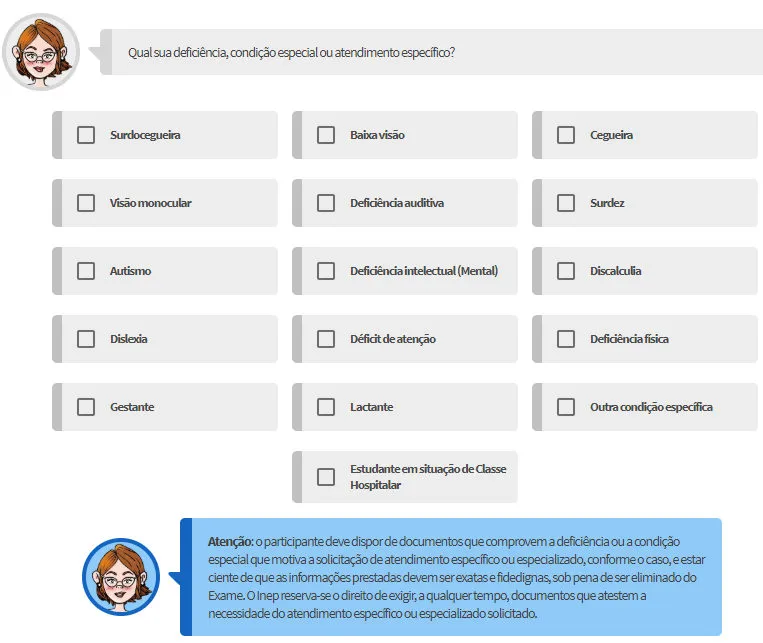 Qual sua deficiência, condição especial ou atendimento específico?
Surdocegueira
Baixa visão
Cegueira
Visão monocular
Deficiência auditiva
Surdez
Autismo
Deficiência intelectual (Mental)
Discalculia
Dislexia
Déficit de atenção
Deficiência física
Gestante
Lactante
Outra condição específica
Estudante em situação de Classe
Hospitalar
Atenção: o participante deve dispor de documentos que comprovem a deficiência ou a condição
especial que motiva a solicitação de atendimento específico ou especializado, conforme o caso, e estar
ciente de que as informações prestadas devem ser exatas e fidedignas, sob pena de ser eliminado do
Exame. O Inep reserva-se o direito de exigir, a qualquer tempo, documentos que atestem a
necessidade do atendimento específico ou especializado solicitado.